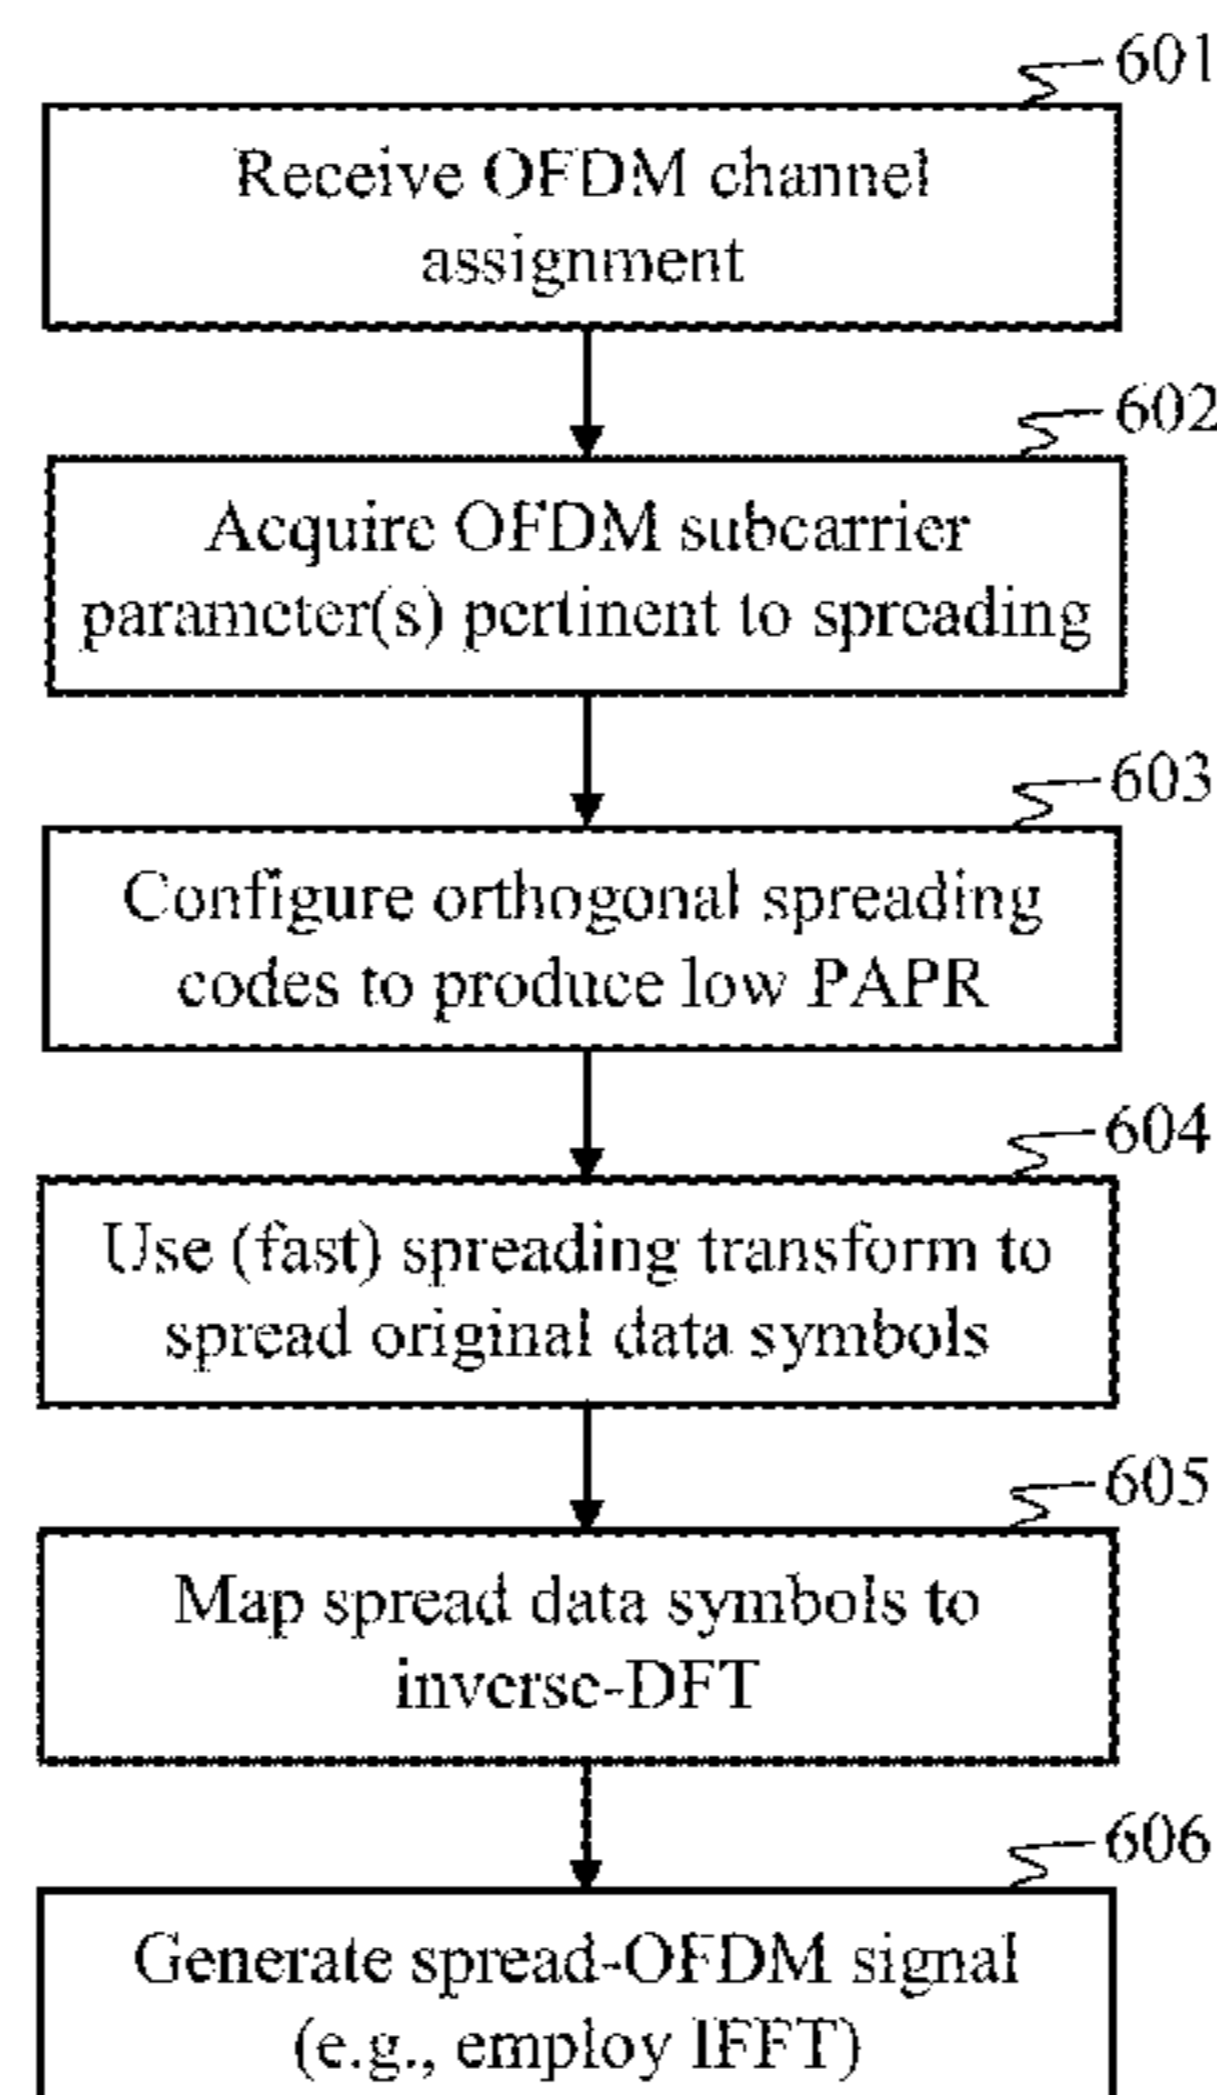 601
Receive OFDM channel
assignment
602
Acquire OFDM subcarrier
parameter(s) pertinent to spreading
603
Configure orthogonal spreading
codes to produce low PAPR
604
Use (fast) spreading transform to
spread original data symbols
605
Map spread data symbols to
inverse-DFT
606
Generate spread-OFDM signal
(e.g., employ IFFT)